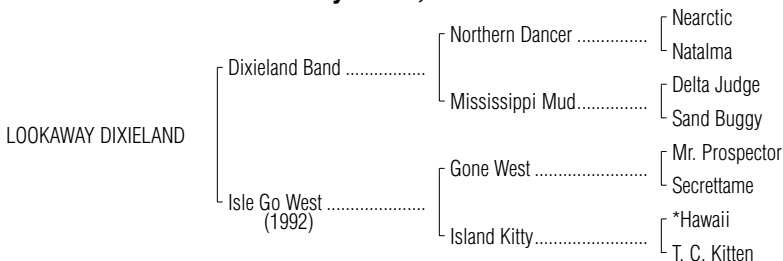 Nearctic
Northern Dancer ...............
Natalma
Dixieland Band .................
Delta Judge
Mississippi Mud...............
Sand Buggy
LOOKAWAY DIXIELAND
Mr. Prospector
Gone West ........................
Secrettame
Isle Go West .....................
(1992)
*Hawaii
Island Kitty........................
T. C. Kitten